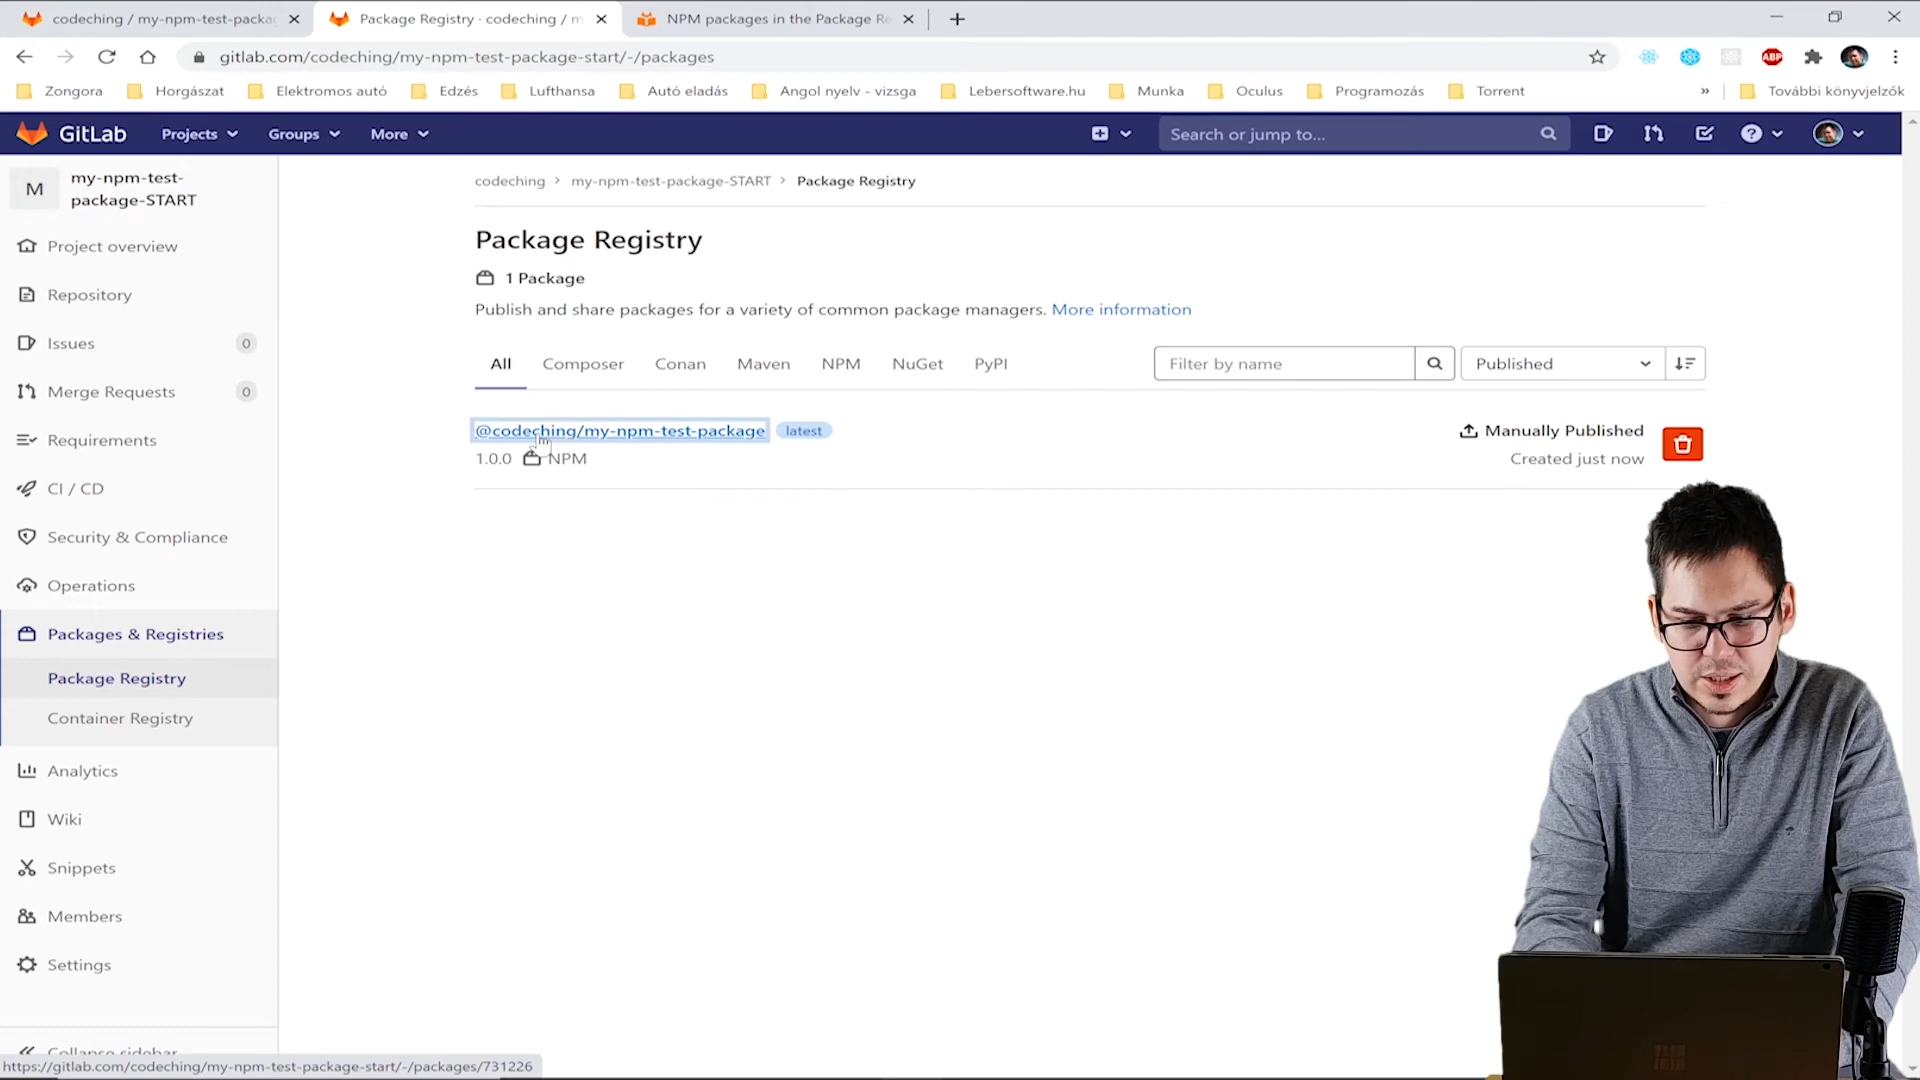 codeching / my-npm-test-packag
Package Registry · codeching / m
NPM packages in the Package Re
gitlab.com/codeching/my-npm-test-package-start/-/packages
ABP
Zongora
Horgászat
Elektromos autó
Edzés
Lufthansa
Autó eladás
Angol nyelv - vizsga
Lebersoftware.hu
Munka
Oculus
Programozás
Torrent
»
További könyvjelzők
GitLab
Projects
Groups
More
Search or jump to...
M
my-npm-test-
package-START
codeching > my-npm-test-package-START > Package Registry
Project overview
Repository
Issues 0
Merge Requests 0
Requirements
CI / CD
Security & Compliance
Operations
Packages & Registries
Package Registry
Container Registry
Analytics
Wiki
Snippets
Members
Settings
Collapse sidebar
Package Registry
1 Package
Publish and share packages for a variety of common package managers. More information
All
Composer
Conan
Maven
NPM
NuGet
PyPI
Filter by name
Published
@codeching/my-npm-test-package
latest
1.0.0
NPM
Manually Published
Created just now
https://gitlab.com/codeching/my-npm-test-package-start/-/packages/731226